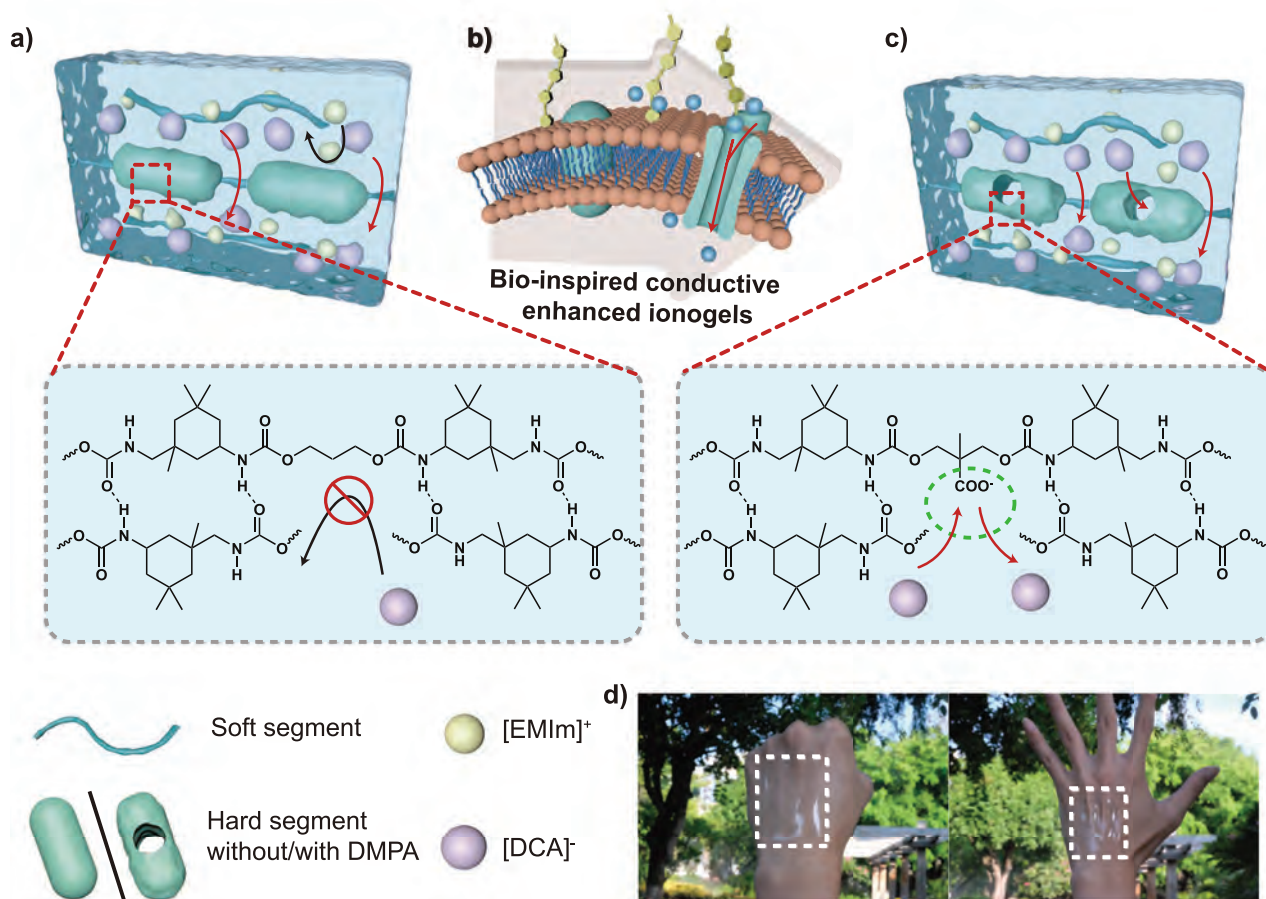 a)
b)
c)
Bio-inspired conductive
enhanced ionogels
O
N
H
O
H
N
O
O
O
O
N
H
H
N
O
O
O
H
N
O
N
H
O
O
O
O
N
H
H
N
O
O
O
N
H
O
H
N
O
O
O
O
N
H
H
N
O
O
COO-
O
H
N
O
N
H
O
O
O
O
N
H
H
N
O
O
Soft segment
[EMIm]+
Hard segment
without/with DMPA
[DCA]-
d)